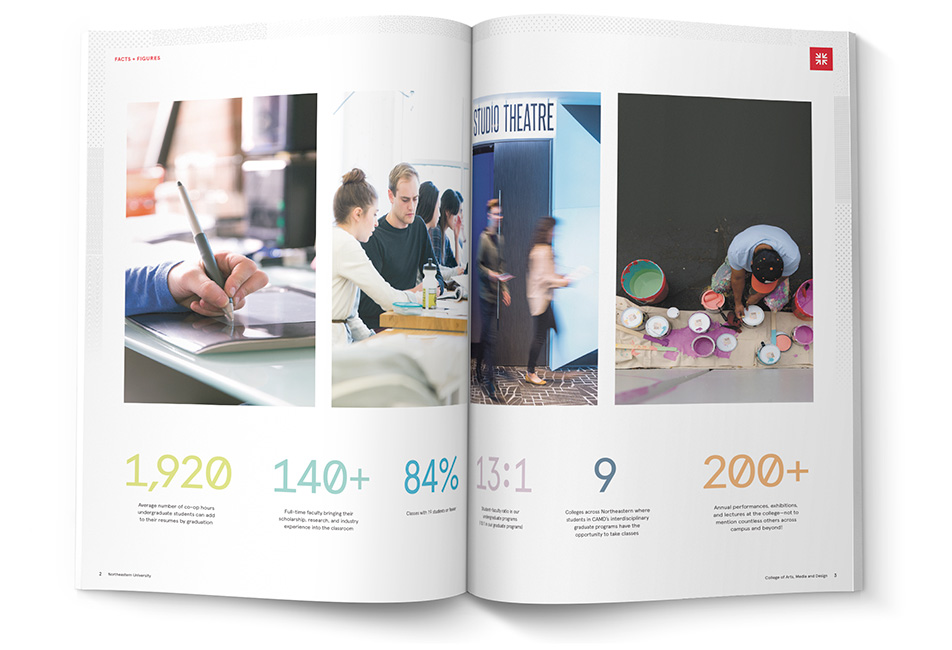 FACTS + FIGURES
STUDIO THEATRE
1,920
Average number of co-op hours
undergraduate students can add
to their resumes by graduation
140+
Full-time faculty bringing their
scholarship, research, and industry
experience into the classroom
84%
Classes with 19 students or fewer
13:1
Student-faculty ratio in our
undergraduate programs
in our graduate programs)
9
Colleges across Northeastern where
students in CAMD's interdisciplinary
graduate programs have the
opportunity to take classes
200+
Annual performances, exhibitions,
and lectures at the college—not to
mention countless others across
campus and beyond!
2 Northeastern University
College of Arts, Media and Design 3